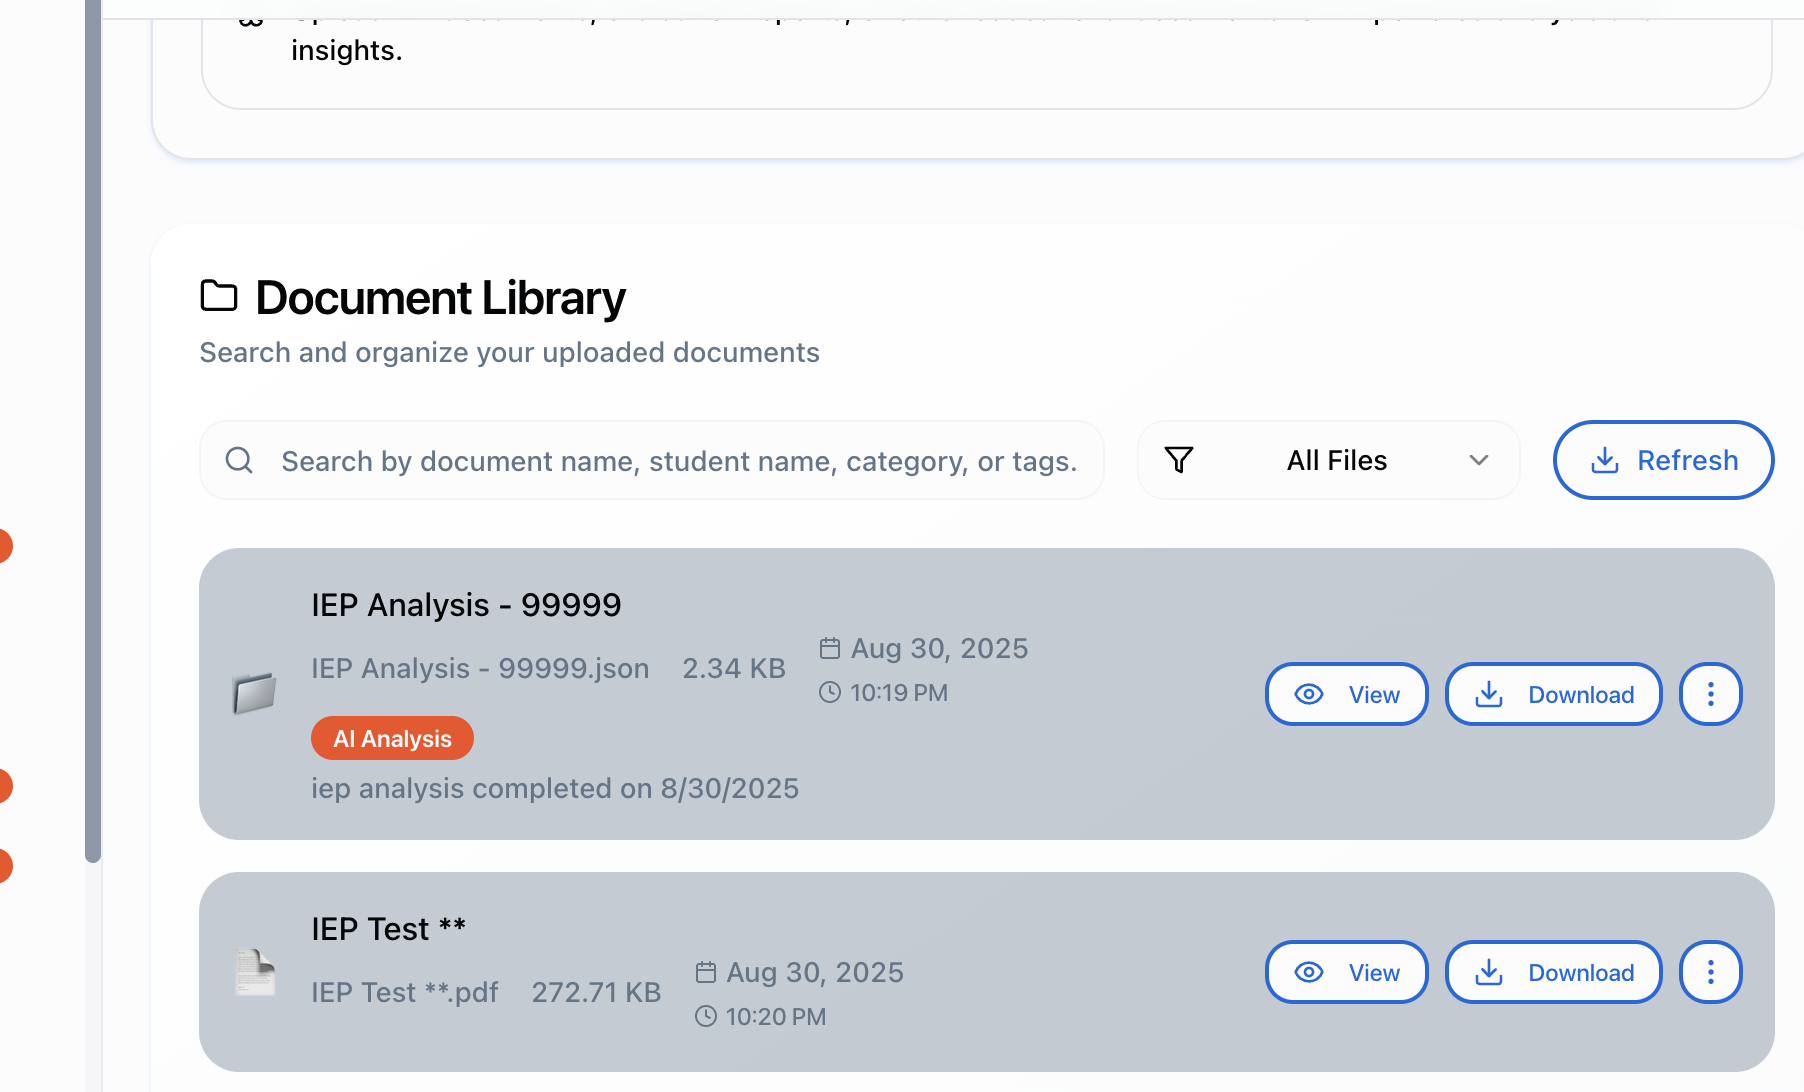 insights.
Document Library
Search and organize your uploaded documents
Search by document name, student name, category, or tags.
All Files
Refresh
IEP Analysis - 99999
IEP Analysis - 99999.json 2.34 KB
Aug 30, 2025
10:19 PM
AI Analysis
iep analysis completed on 8/30/2025
View
Download
IEP Test **
IEP Test **.pdf 272.71 KB
Aug 30, 2025
10:20 PM
View
Download